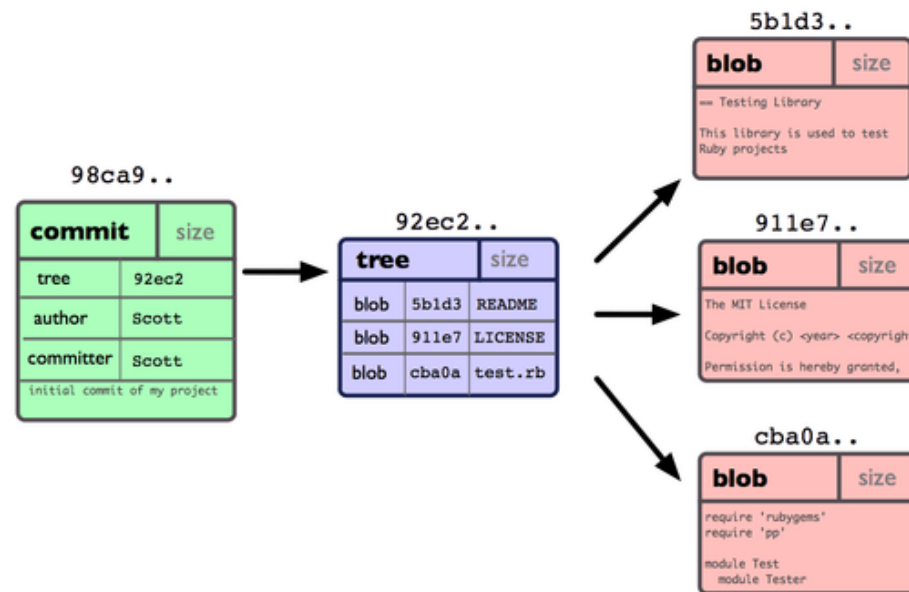 98ca9..
commit size
tree 92ec2
author Scott
committer Scott
initial commit of my project
92ec2..
tree size
blob 5b1d3 README
blob 911e7 LICENSE
blob cba0a test.rb
5b1d3..
blob size
== Testing Library
This library is used to test
Ruby projects
911e7..
blob size
The MIT License
Copyright (c) <year> <copyright
Permission is hereby granted,
cba0a..
blob size
require 'rubygems'
require 'pp'
module Test
module Tester